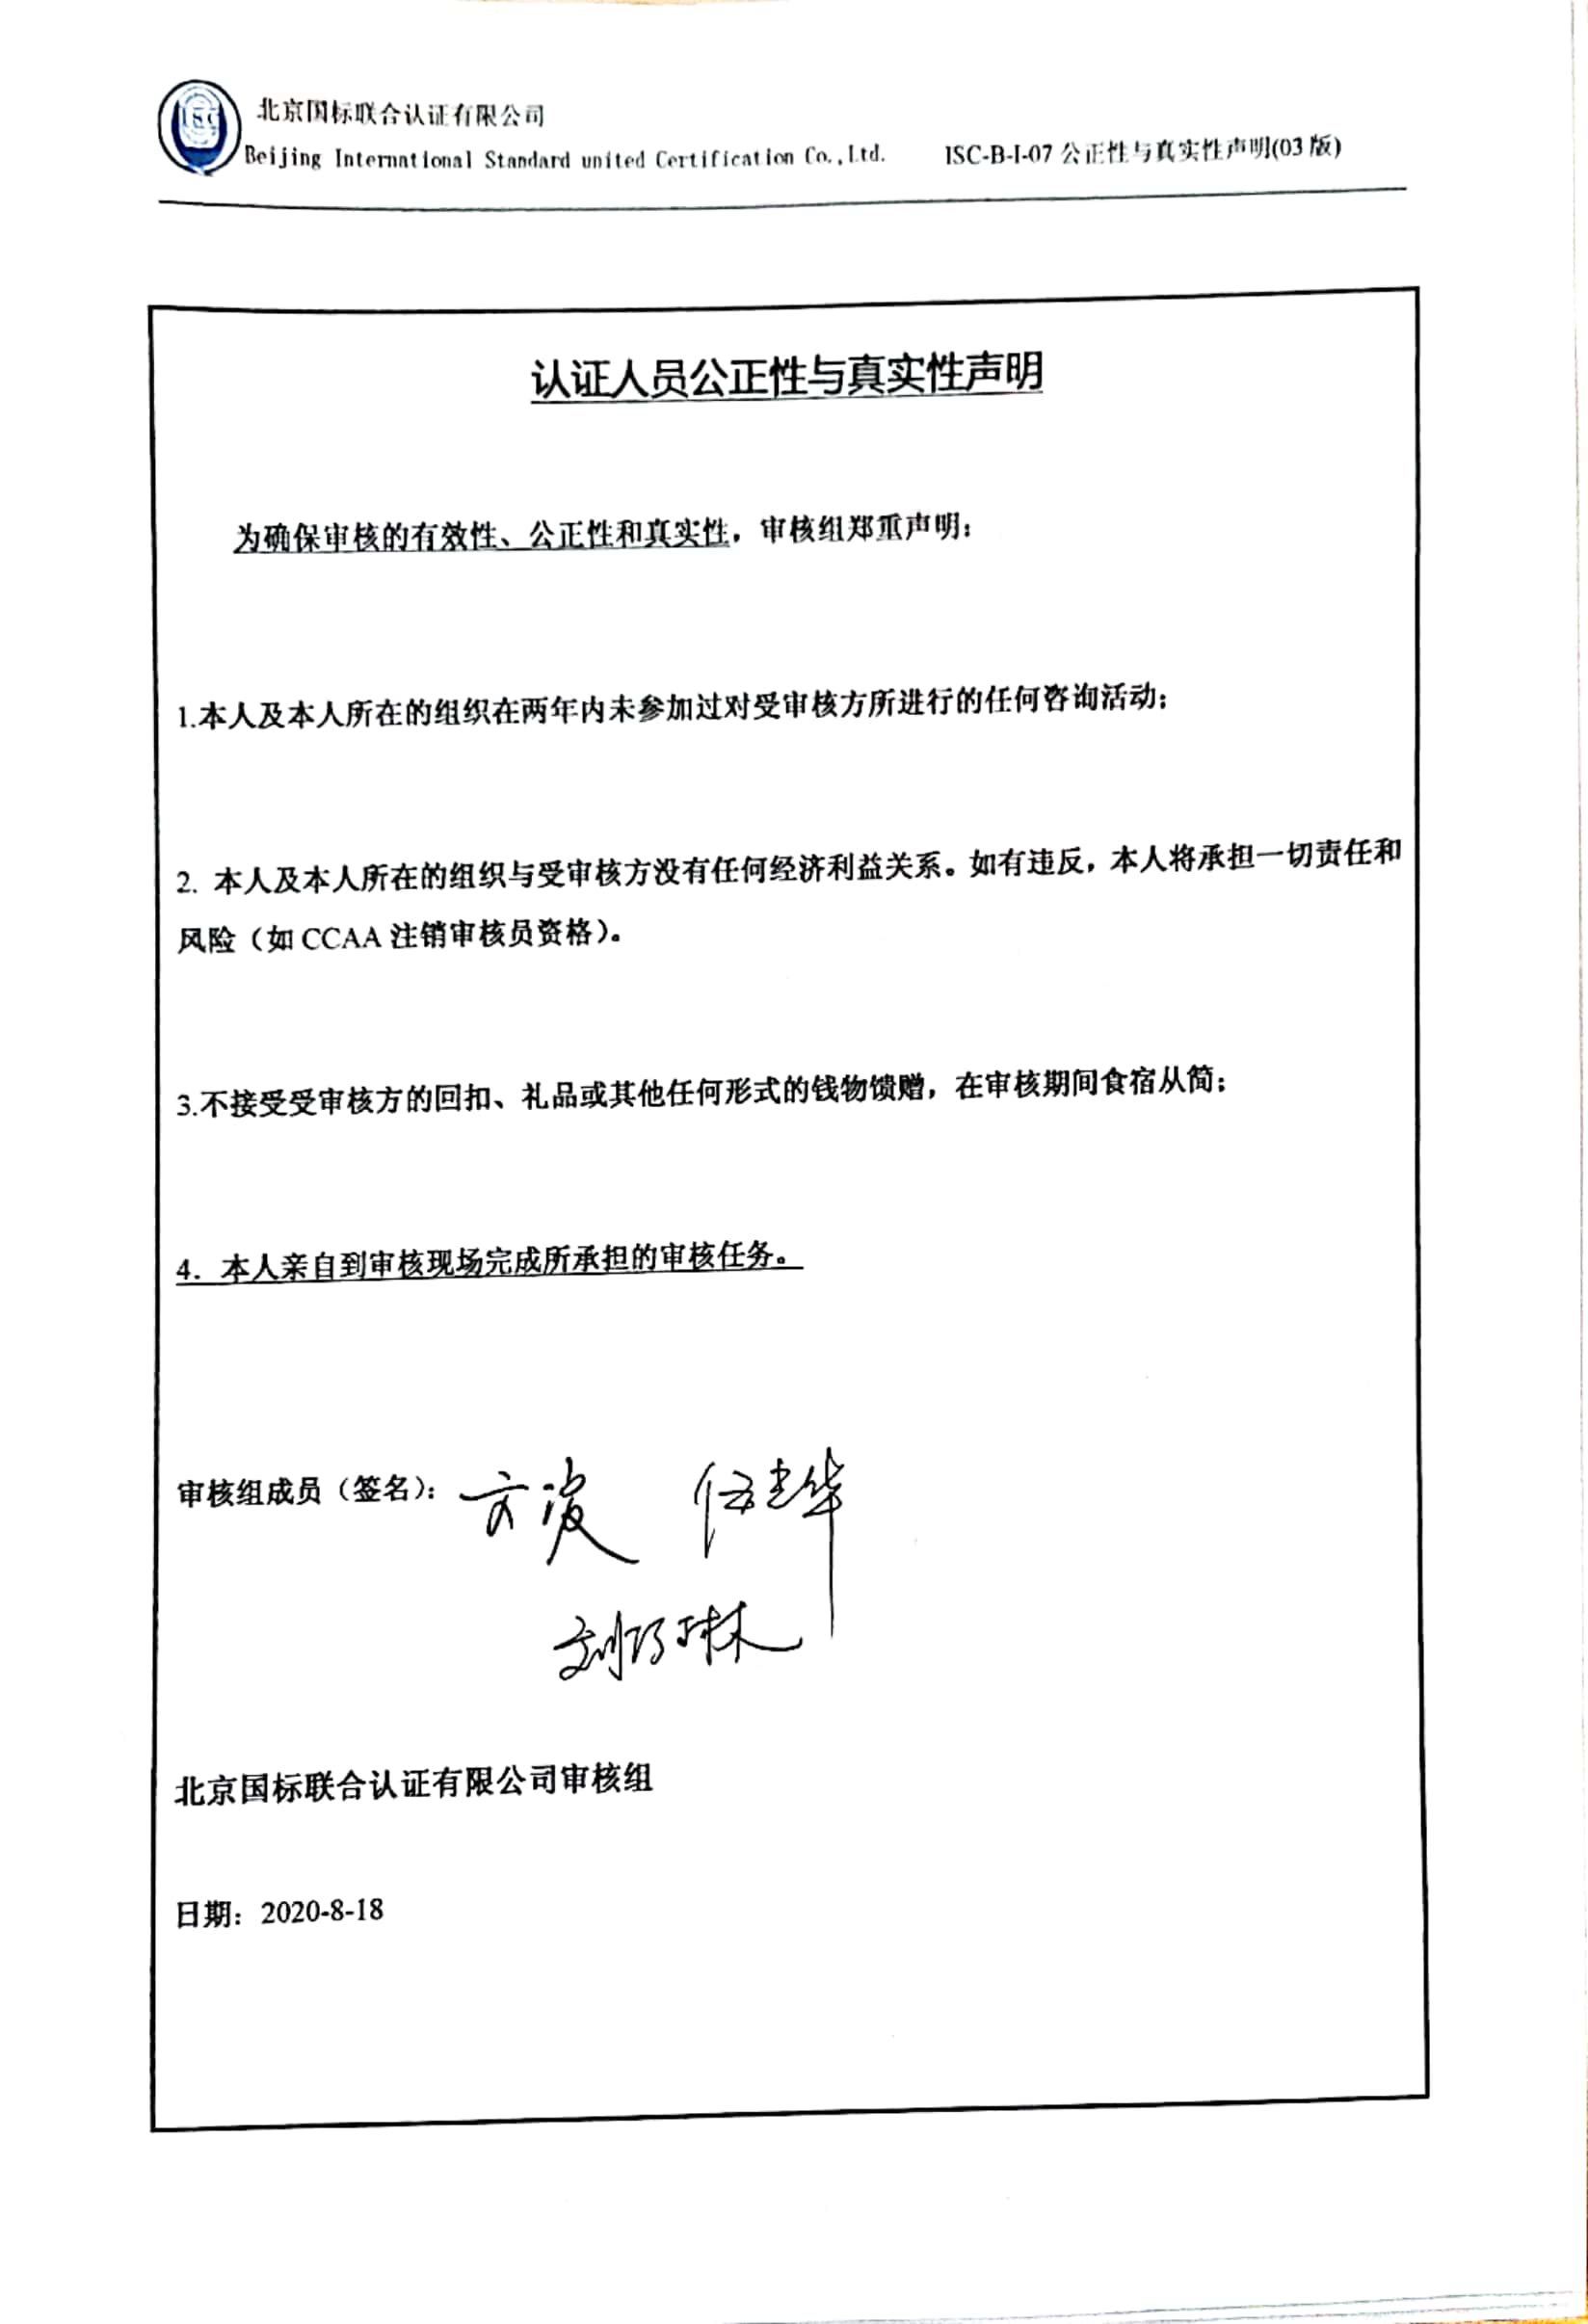 北京国标联合认证有限公司
Beijing International Standard united Certification Co.,Ltd. ISC-B-I-07 公正性与真实性声明(03 版)
认证人员公正性与真实性声明
为确保审核的有效性、公正性和真实性，审核组郑重声明：
1.本人及本人所在的组织在两年内未参加过对受审核方所进行的任何咨询活动；
2. 本人及本人所在的组织与受审核方没有任何经济利益关系。如有违反，本人将承担一切责任和
风险（如 CCAA 注销审核员资格）。
3.不接受受审核方的回扣、礼品或其他任何形式的钱物馈赠，在审核期间食宿从简；
4. 本人亲自到审核现场完成所承担的审核任务。
审核组成员（签名）：
北京国标联合认证有限公司审核组
日期：2020-8-18